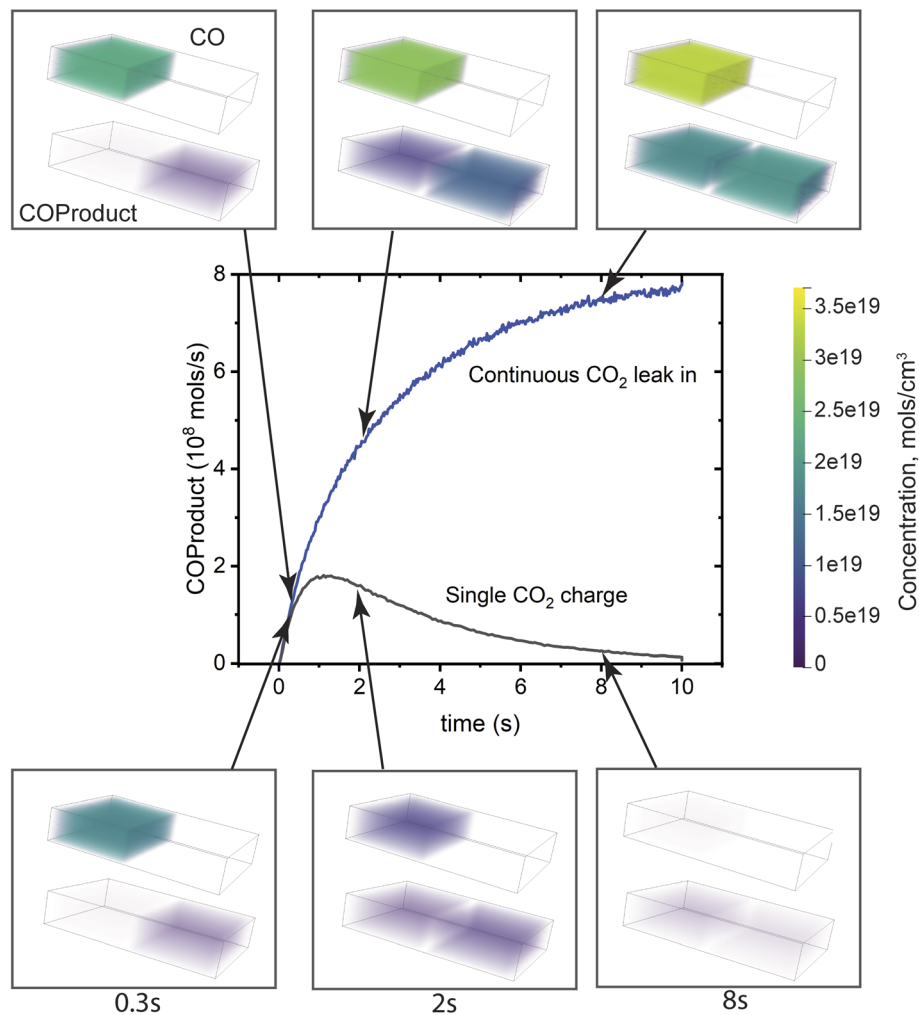 CO
COProduct
8
6
4
2
0
COProduct (10⁸ mols/s)
Continuous CO₂ leak in
Single CO₂ charge
0 2 4 6 8 10
time (s)
3.5e19
3e19
2.5e19
2e19
1.5e19
1e19
0.5e19
0
Concentration, mols/cm³
0.3s 2s 8s